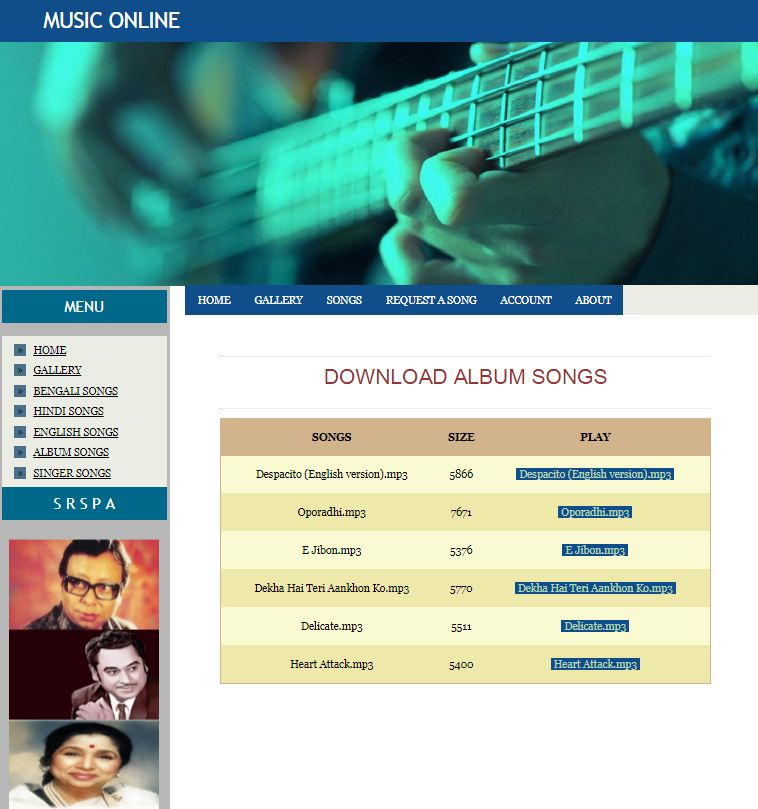 MUSIC ONLINE
HOME GALLERY SONGS REQUEST A SONG ACCOUNT ABOUT
MENU
» HOME
» GALLERY
» BENGALI SONGS
» HINDI SONGS
» ENGLISH SONGS
» ALBUM SONGS
» SINGER SONGS
S R S P A
DOWNLOAD ALBUM SONGS
SONGS SIZE PLAY
Despacito (English version).mp3 5866 Despacito (English version).mp3
Oporadhi.mp3 7671 Oporadhi.mp3
E Jibon.mp3 5376 E Jibon.mp3
Dekha Hai Teri Aankhon Ko.mp3 5770 Dekha Hai Teri Aankhon Ko.mp3
Delicate.mp3 5511 Delicate.mp3
Heart Attack.mp3 5400 Heart Attack.mp3